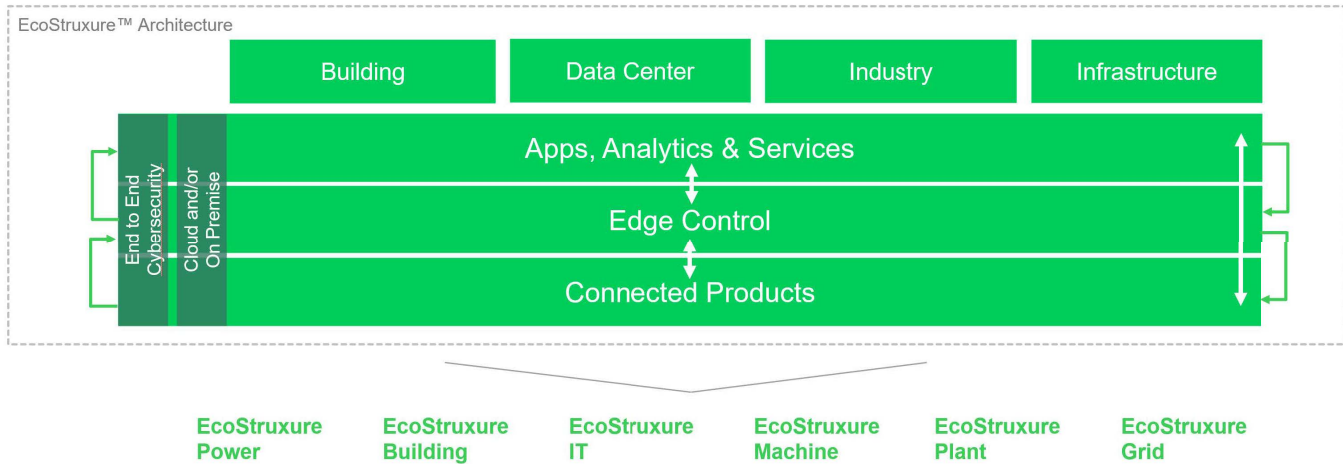 EcoStruxure™ Architecture
Building
Data Center
Industry
Infrastructure
End to End
Cybersecurity
Cloud and/or
On Premise
Apps, Analytics & Services
Edge Control
Connected Products
EcoStruxure
Power
EcoStruxure
Building
EcoStruxure
IT
EcoStruxure
Machine
EcoStruxure
Plant
EcoStruxure
Grid